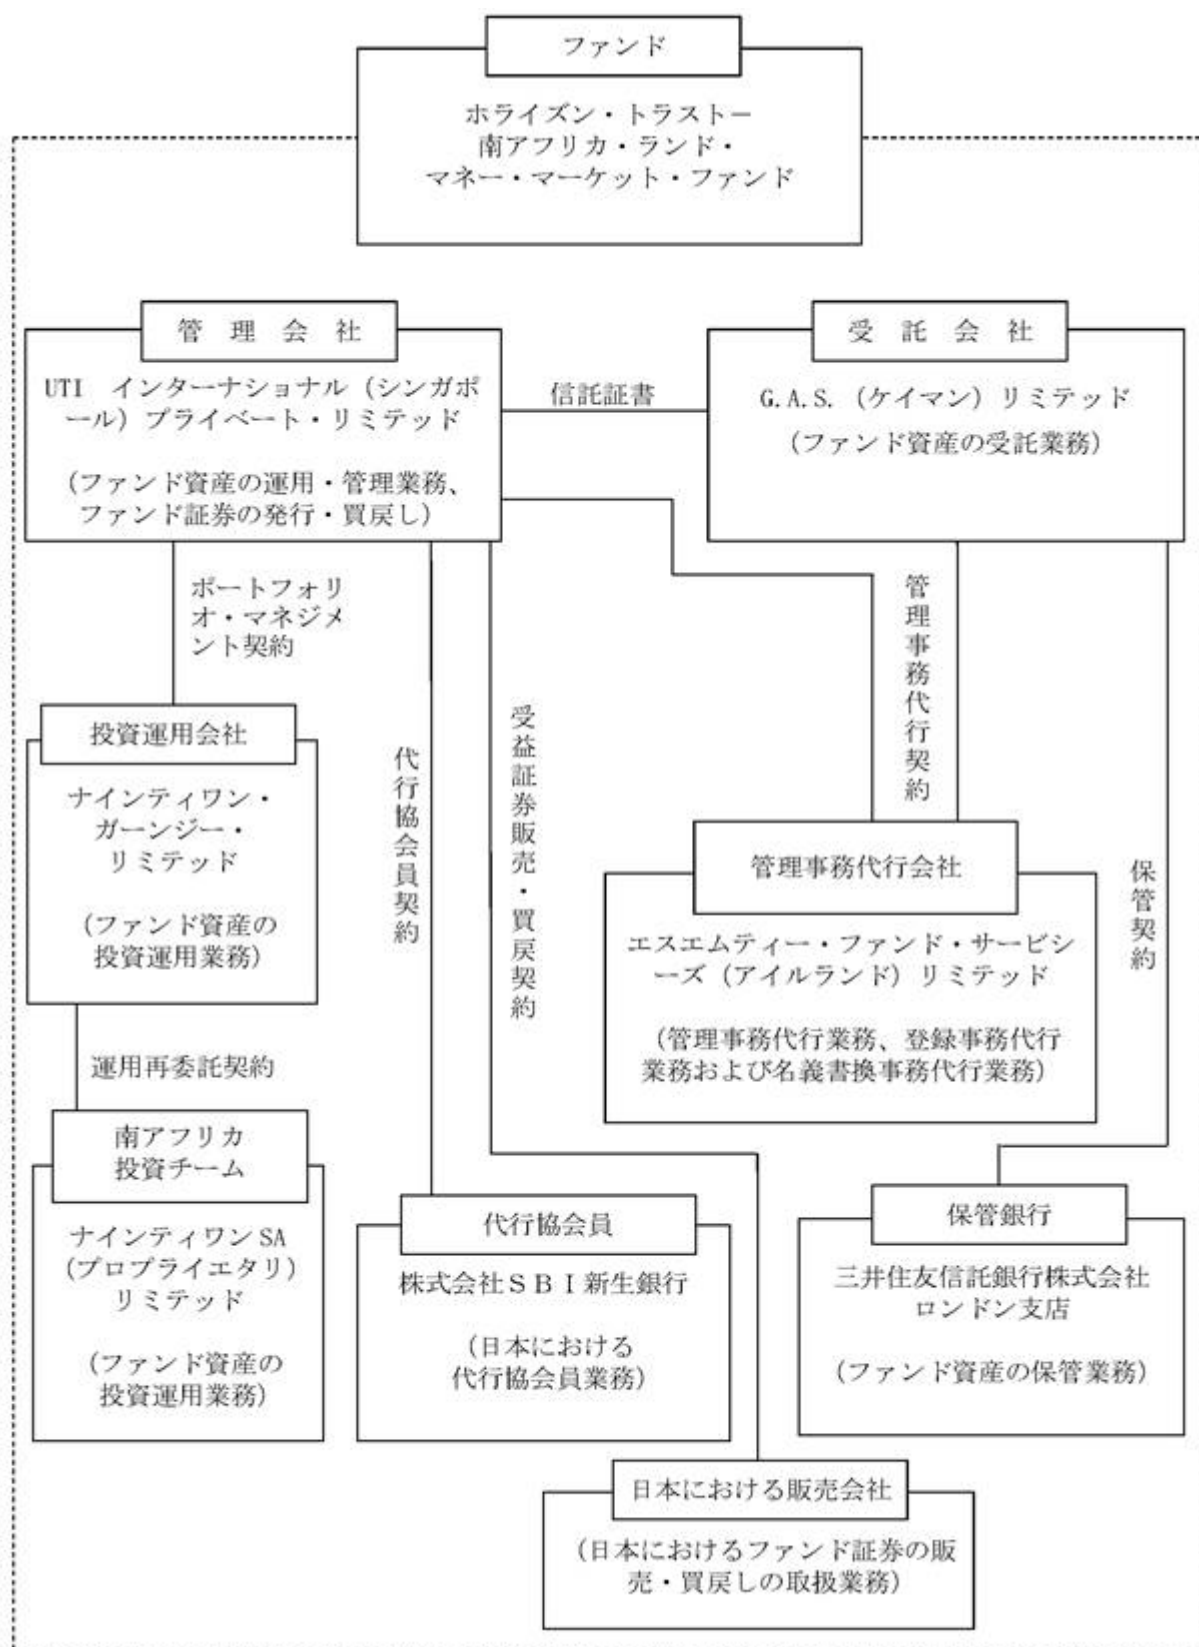 ファンド
ホライズン・トラスト－
南アフリカ・ランド・
マネー・マーケット・ファンド
管 理 会 社
UTI インターナショナル（シンガポ
ール）プライベート・リミテッド
（ファンド資産の運用・管理業務、
ファンド証券の発行・買戻し）
信託証書
受 託 会 社
G.A.S.（ケイマン）リミテッド
（ファンド資産の受託業務）
ポートフォリ
オ・マネジメ
ント契約
代行協会員契約
受益証券販売・買戻契約
管理事務代行契約
保管契約
投資運用会社
ナインティワン・
ガーンジー・
リミテッド
（ファンド資産の
投資運用業務）
管理事務代行会社
エスエムティー・ファンド・サービシ
ーズ（アイルランド）リミテッド
（管理事務代行業務、登録事務代行
業務および名義書換事務代行業務）
運用再委託契約
南アフリカ
投資チーム
ナインティワン SA
（プロプライエタリ）
リミテッド
（ファンド資産の
投資運用業務）
代行協会員
株式会社ＳＢＩ新生銀行
（日本における
代行協会員業務）
保管銀行
三井住友信託銀行株式会社
ロンドン支店
（ファンド資産の保管業務）
日本における販売会社
（日本におけるファンド証券の販
売・買戻しの取扱業務）